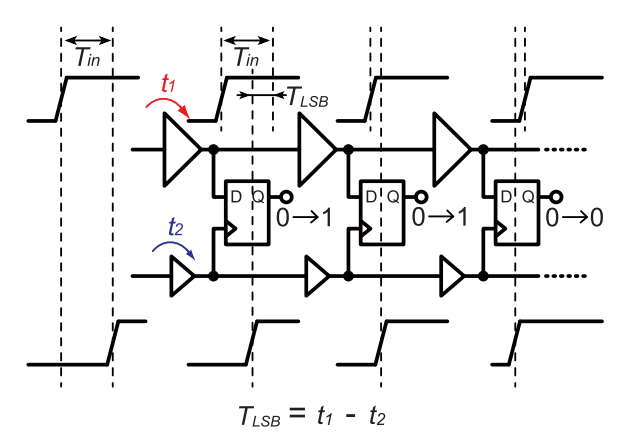 Tin Tin
t1 TLSB
D Q D Q D Q
0→1 0→1 0→0
t2
TLSB = t1 - t2